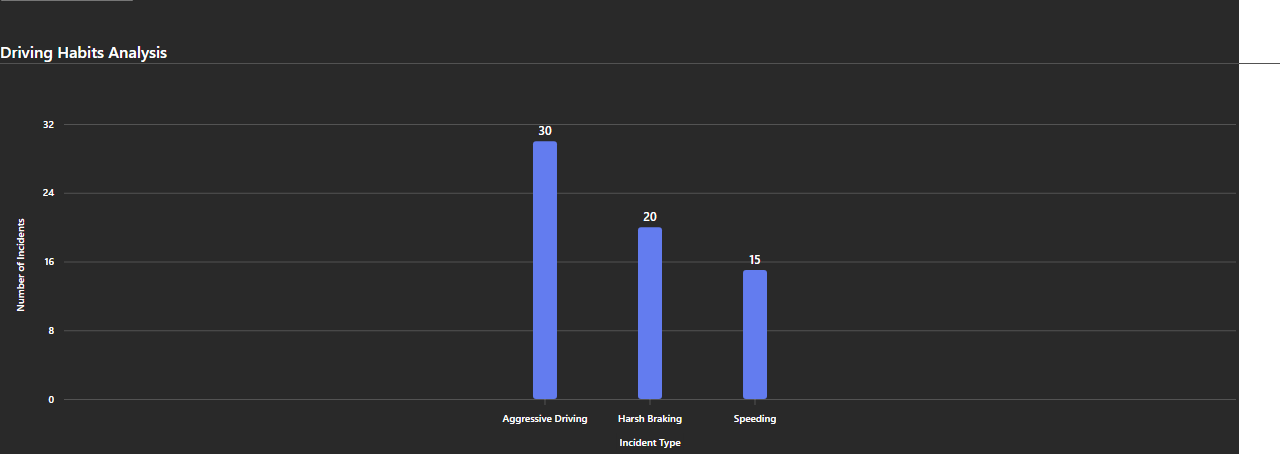 Driving Habits Analysis
32
24
16
8
0
Number of Incidents
30
20
15
Aggressive Driving
Harsh Braking
Speeding
Incident Type